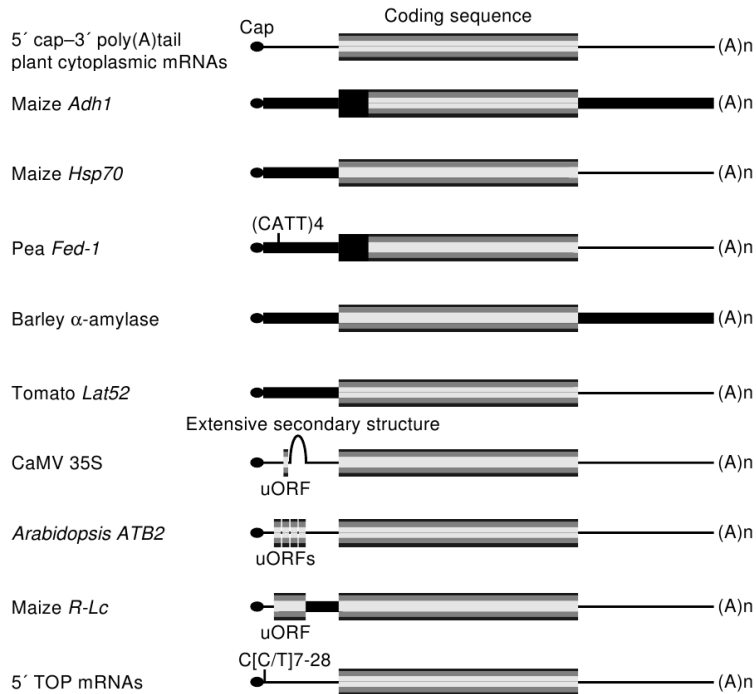 Coding sequence
Cap
5´ cap–3´ poly(A)tail
plant cytoplasmic mRNAs
(A)n
Maize Adh1
(A)n
Maize Hsp70
(A)n
(CATT)4
Pea Fed-1
(A)n
Barley α-amylase
(A)n
Tomato Lat52
(A)n
Extensive secondary structure
CaMV 35S
(A)n
uORF
Arabidopsis ATB2
(A)n
uORFs
Maize R-Lc
(A)n
uORF
C[C/T]7-28
5´ TOP mRNAs
(A)n